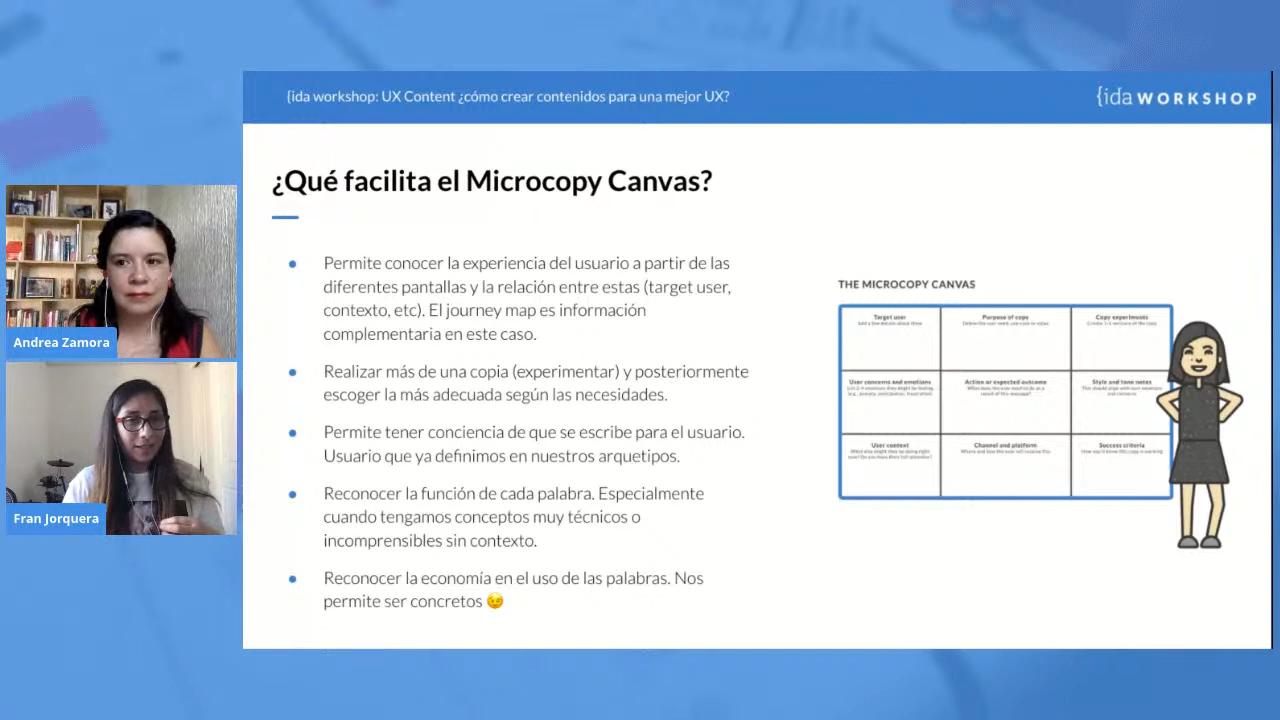 {ida workshop: UX Content ¿cómo crear contenidos para una mejor UX?
{ida WORKSHOP
¿Qué facilita el Microcopy Canvas?
Permite conocer la experiencia del usuario a partir de las
diferentes pantallas y la relación entre estas (target user,
contexto, etc). El journey map es información
complementaria en este caso.
Realizar más de una copia (experimentar) y posteriormente
escoger la más adecuada según las necesidades.
Permite tener conciencia de que se escribe para el usuario.
Usuario que ya definimos en nuestros arquetipos.
Reconocer la función de cada palabra. Especialmente
cuando tengamos conceptos muy técnicos o
incomprensibles sin contexto.
Reconocer la economía en el uso de las palabras. Nos
permite ser concretos 😉
THE MICROCOPY CANVAS
Target user
Add a few details about them
Purpose of copy
Copy experiments
User concerns and emotions
Action or expected outcome
Style and tone notes
User context
Channel and platform
Success criteria
Andrea Zamora
Fran Jorquera